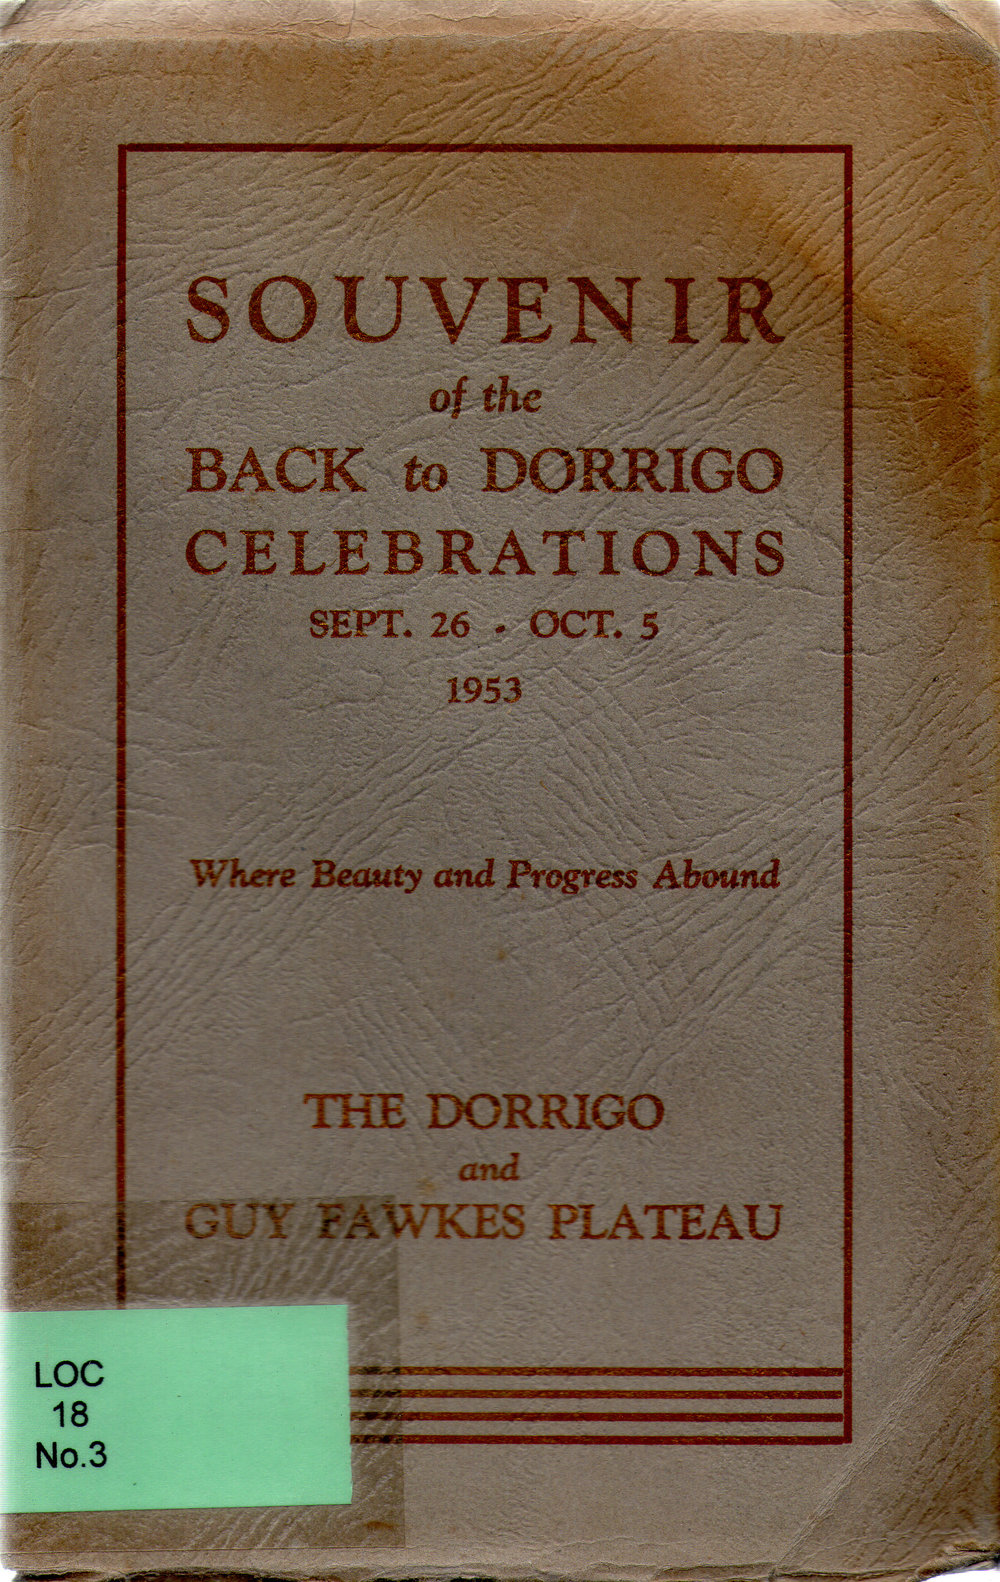 SOUVENIR
of the
BACK to DORRIGO
CELEBRATIONS
SEPT. 26 - OCT. 5
1953
Where Beauty and Progress Abound
THE DORRIGO
and
GUY FAWKES PLATEAU
LOC
18
No.3